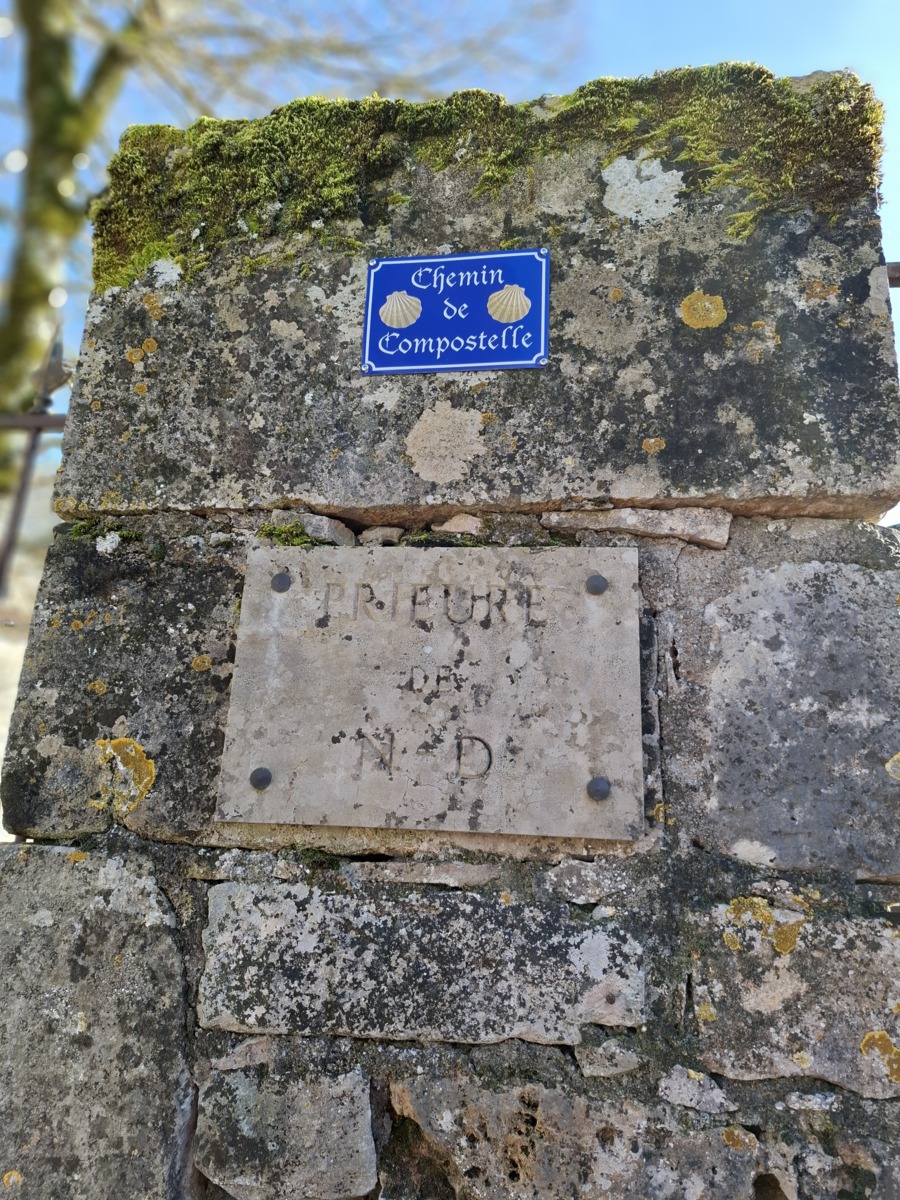 Chemin
de
Compostelle
PRIEURE
DE
N D